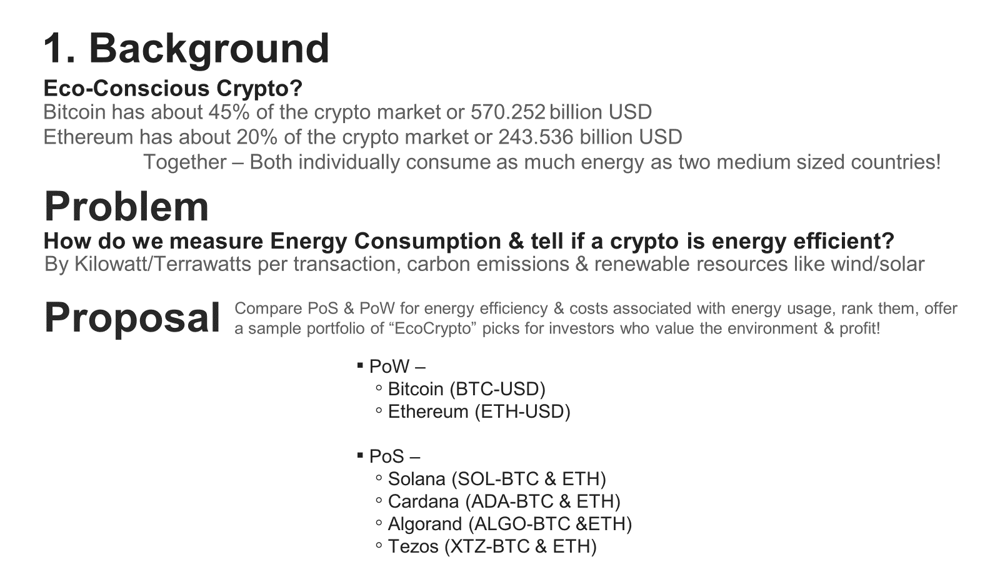 1. Background
Eco-Conscious Crypto?
Bitcoin has about 45% of the crypto market or 570.252 billion USD
Ethereum has about 20% of the crypto market or 243.536 billion USD
Together – Both individually consume as much energy as two medium sized countries!
Problem
How do we measure Energy Consumption & tell if a crypto is energy efficient?
By Kilowatt/Terrawatts per transaction, carbon emissions & renewable resources like wind/solar
Proposal
Compare PoS & PoW for energy efficiency & costs associated with energy usage, rank them, offer
a sample portfolio of “EcoCrypto” picks for investors who value the environment & profit!
▪ PoW –
◦ Bitcoin (BTC-USD)
◦ Ethereum (ETH-USD)
▪ PoS –
◦ Solana (SOL-BTC & ETH)
◦ Cardana (ADA-BTC & ETH)
◦ Algorand (ALGO-BTC &ETH)
◦ Tezos (XTZ-BTC & ETH)